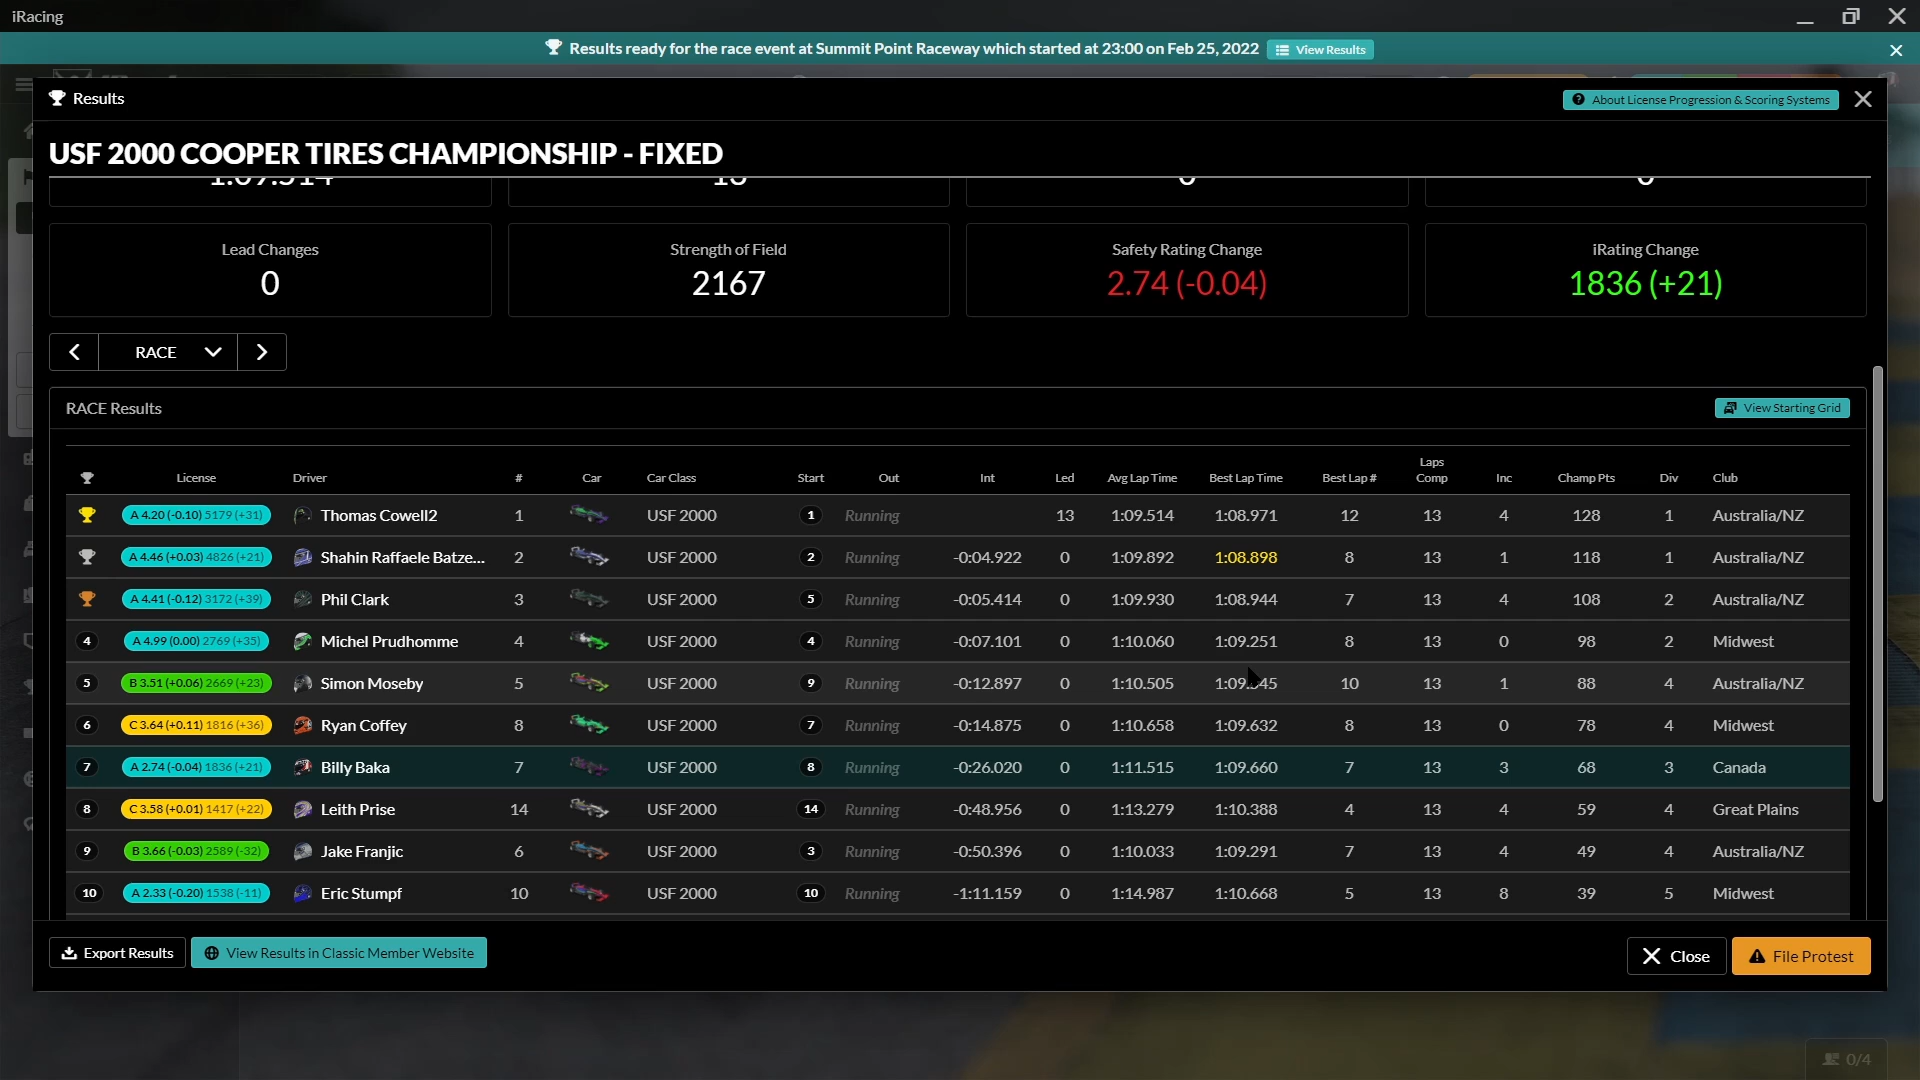 iRacing
Results ready for the race event at Summit Point Raceway which started at 23:00 on Feb 25, 2022 View Results
Results
About License Progression & Scoring Systems
USF 2000 COOPER TIRES CHAMPIONSHIP - FIXED
Lead Changes Strength of Field Safety Rating Change iRating Change
0 2167 2.74 (-0.04) 1836 (+21)
RACE
RACE Results View Starting Grid
License Driver # Car Car Class Start Out Int Led Avg Lap Time Best Lap Time Best Lap # Laps Comp Inc Champ Pts Div Club
A 4.20 (-0.10) 5179 (+31) Thomas Cowell2 1 USF 2000 1 Running 13 1:09.514 1:08.971 12 13 4 128 1 Australia/NZ
A 4.46 (+0.03) 4826 (+21) Shahin Raffaele Batze... 2 USF 2000 2 Running -0:04.922 0 1:09.892 1:08.898 8 13 1 118 1 Australia/NZ
A 4.41 (-0.12) 3172 (+39) Phil Clark 3 USF 2000 5 Running -0:05.414 0 1:09.930 1:08.944 7 13 4 108 2 Australia/NZ
4 A 4.99 (0.00) 2769 (+35) Michel Prudhomme 4 USF 2000 4 Running -0:07.101 0 1:10.060 1:09.251 8 13 0 98 2 Midwest
5 B 3.51 (+0.06) 2669 (+23) Simon Moseby 5 USF 2000 9 Running -0:12.897 0 1:10.505 10 13 1 88 4 Australia/NZ
6 C 3.64 (+0.11) 1816 (+36) Ryan Coffey 8 USF 2000 7 Running -0:14.875 0 1:10.658 1:09.632 8 13 0 78 4 Midwest
7 A 2.74 (-0.04) 1836 (+21) Billy Baka 7 USF 2000 8 Running -0:26.020 0 1:11.515 1:09.660 7 13 3 68 3 Canada
8 C 3.58 (+0.01) 1417 (+22) Leith Prise 14 USF 2000 14 Running -0:48.956 0 1:13.279 1:10.388 4 13 4 59 4 Great Plains
9 B 3.66 (-0.03) 2589 (-32) Jake Franjic 6 USF 2000 3 Running -0:50.396 0 1:10.033 1:09.291 7 13 4 49 4 Australia/NZ
10 A 2.33 (-0.20) 1538 (-11) Eric Stumpf 10 USF 2000 10 Running -1:11.159 0 1:14.987 1:10.668 5 13 8 39 5 Midwest
Export Results View Results in Classic Member Website Close File Protest
0/4